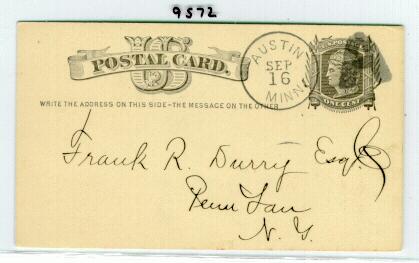 9572
US
POSTAL CARD.
AUSTIN
SEP
16
MINN.
U.S. POSTAGE
ONE CENT
WRITE THE ADDRESS ON THIS SIDE-THE MESSAGE ON THE OTHER
Frank R. Durry Esq.
Penn Yan
N. Y.